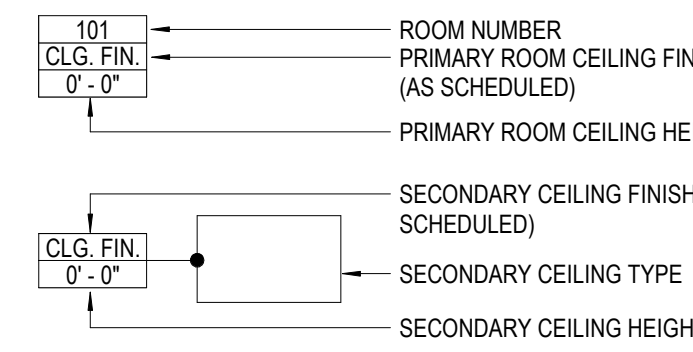 101
CLG. FIN.
0' - 0"
ROOM NUMBER
PRIMARY ROOM CEILING FIN
(AS SCHEDULED)
PRIMARY ROOM CEILING HE
SECONDARY CEILING FINISH
SCHEDULED)
CLG. FIN.
0' - 0"
SECONDARY CEILING TYPE
SECONDARY CEILING HEIGH